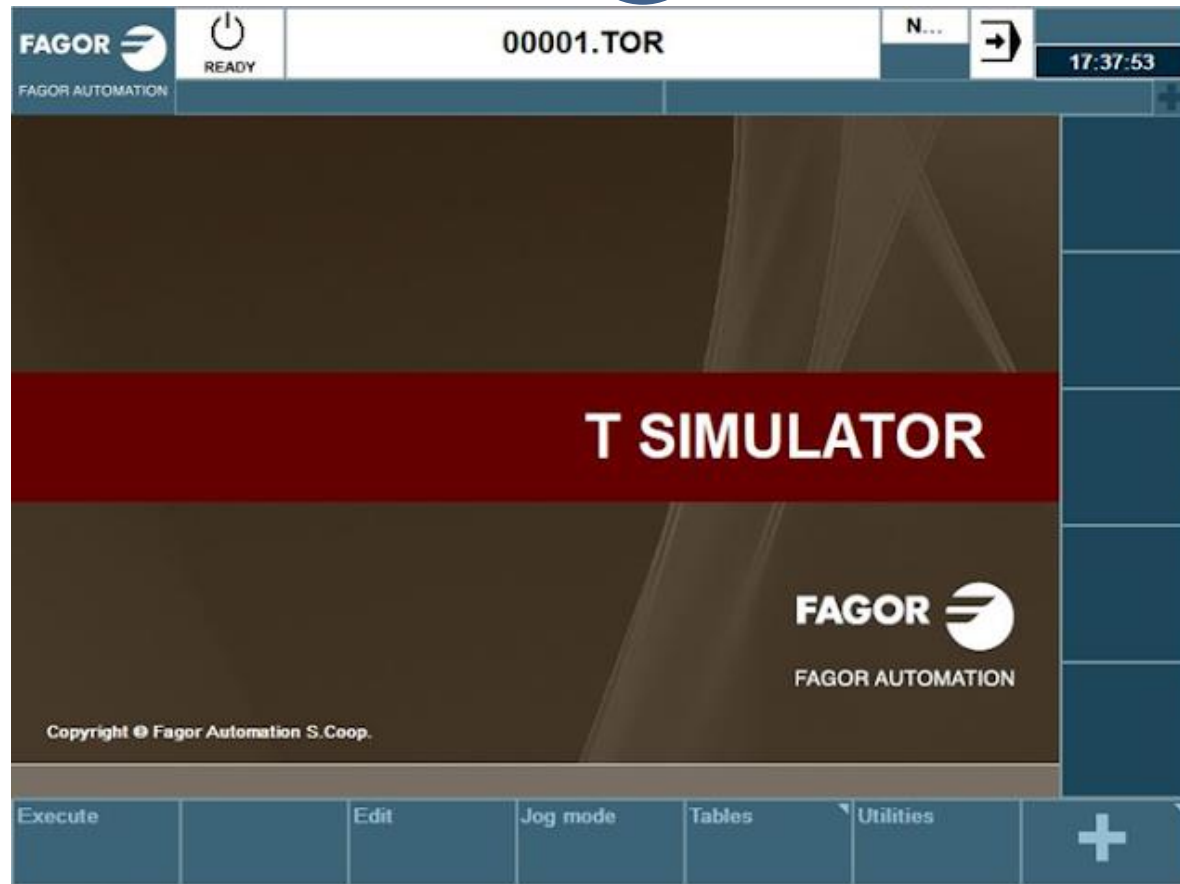 FAGOR
READY
00001.TOR
N...
17:37:53
FAGOR AUTOMATION
T SIMULATOR
FAGOR
FAGOR AUTOMATION
Copyright © Fagor Automation S.Coop.
Execute
Edit
Jog mode
Tables
Utilities